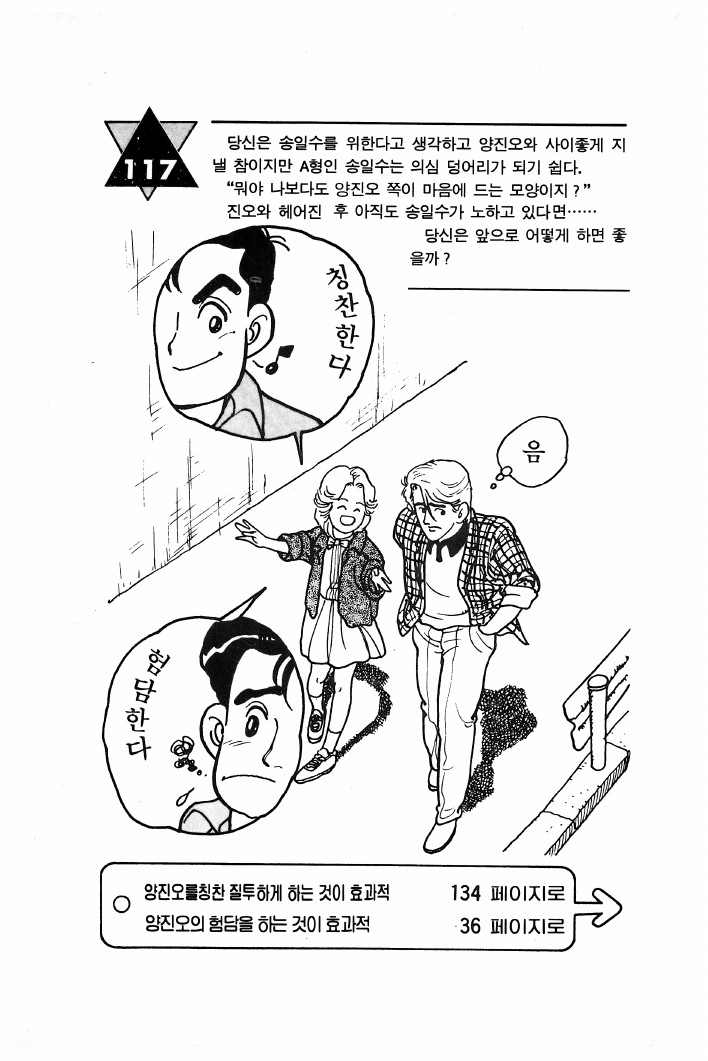 117
당신은 송일수를 위한다고 생각하고 양진오와 사이좋게 지
낼 참이지만 A형인 송일수는 의심 덩어리가 되기 쉽다.
“뭐야 나보다도 양진오 쪽이 마음에 드는 모양이지?”
진오와 헤어진 후 아직도 송일수가 노하고 있다면……
당신은 앞으로 어떻게 하면 좋
을까?
칭찬한다
음
험담한다
양진오를칭찬 질투하게 하는 것이 효과적 134 페이지로
양진오의 험담을 하는 것이 효과적 36 페이지로